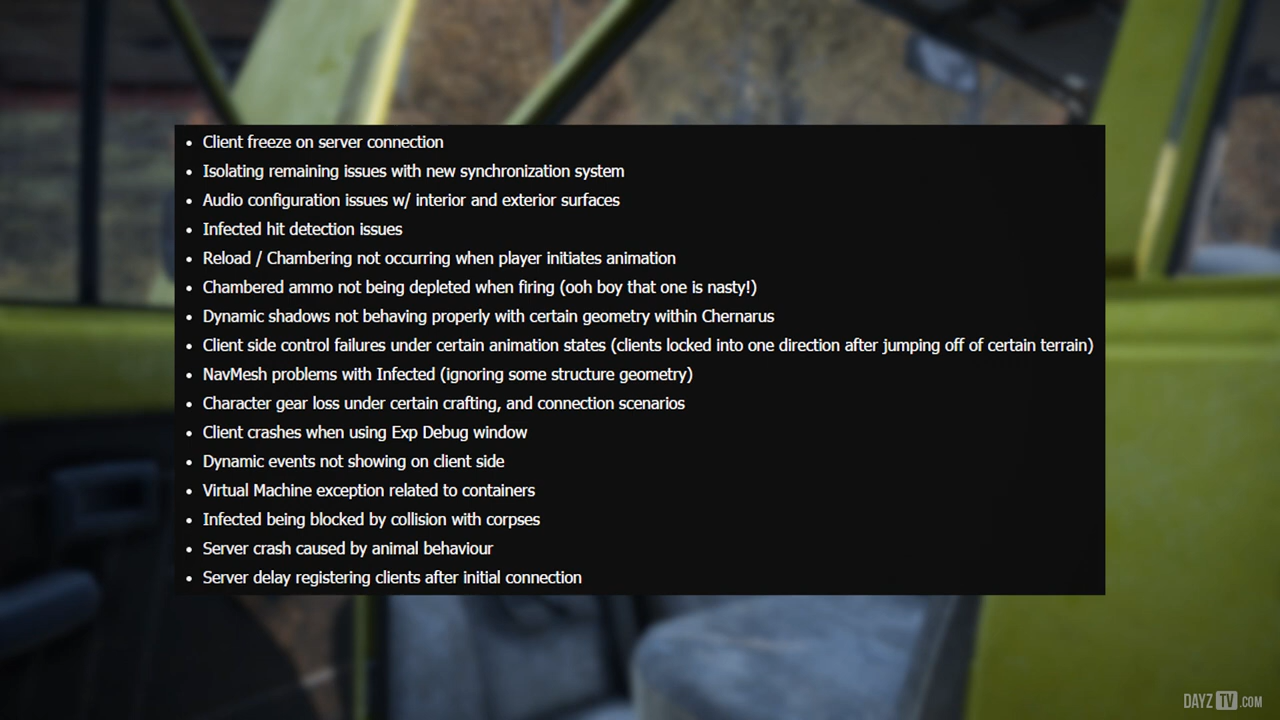 • Client freeze on server connection
• Isolating remaining issues with new synchronization system
• Audio configuration issues w/ interior and exterior surfaces
• Infected hit detection issues
• Reload / Chambering not occurring when player initiates animation
• Chambered ammo not being depleted when firing (ooh boy that one is nasty!)
• Dynamic shadows not behaving properly with certain geometry within Chernarus
• Client side control failures under certain animation states (clients locked into one direction after jumping off of certain terrain)
• NavMesh problems with Infected (ignoring some structure geometry)
• Character gear loss under certain crafting, and connection scenarios
• Client crashes when using Exp Debug window
• Dynamic events not showing on client side
• Virtual Machine exception related to containers
• Infected being blocked by collision with corpses
• Server crash caused by animal behaviour
• Server delay registering clients after initial connection
DAYZ TV .COM